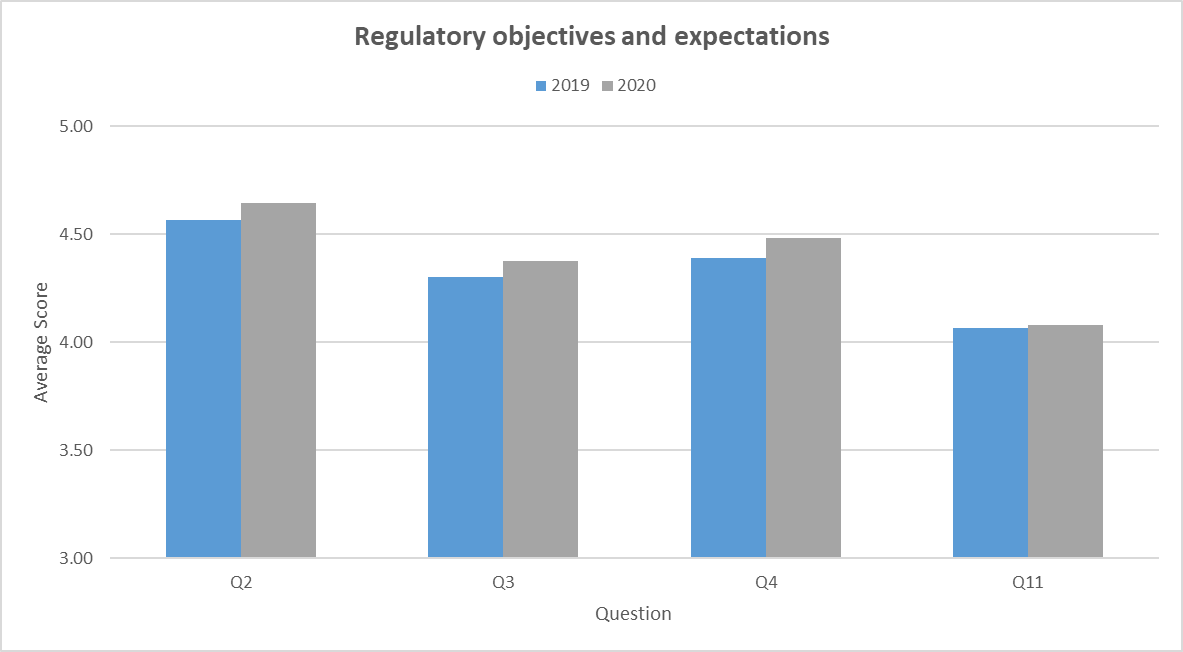 Regulatory objectives and expectations
2019 2020
5.00
4.50
4.00
3.50
3.00
Average Score
Q2 Q3 Q4 Q11
Question